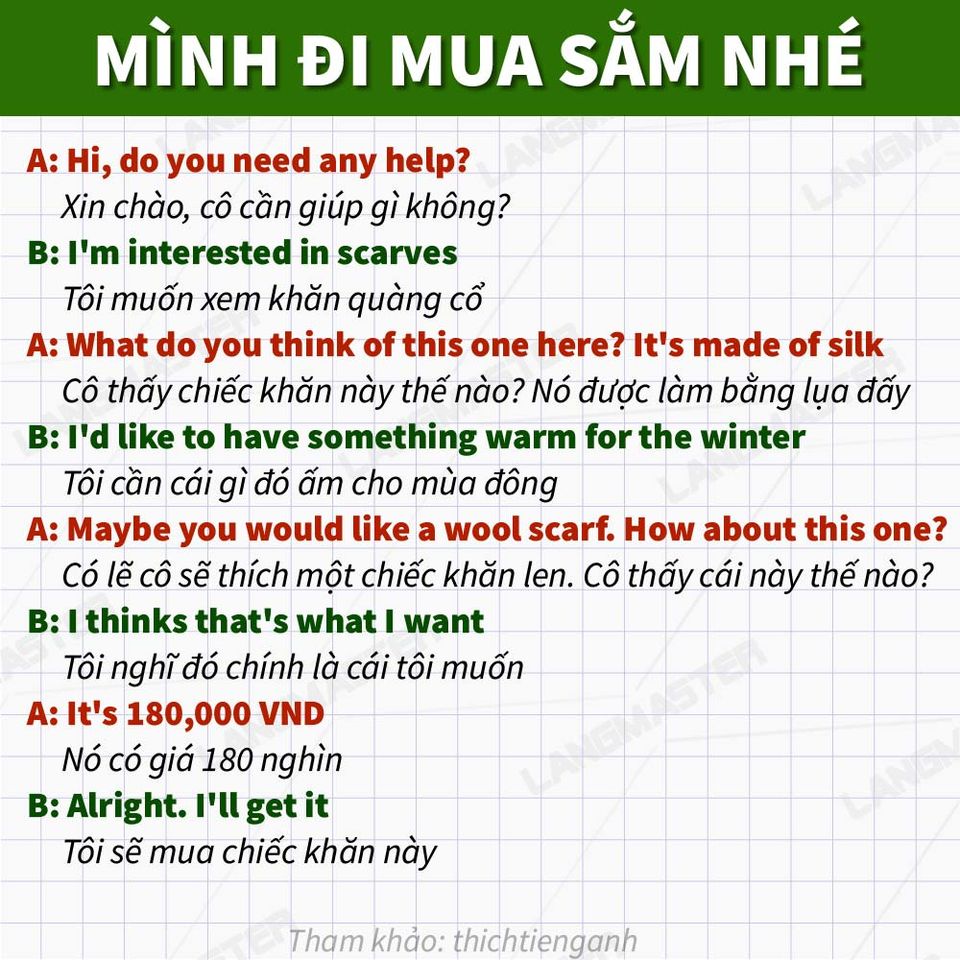 MÌNH ĐI MUA SẮM NHÉ
A: Hi, do you need any help?
Xin chào, cô cần giúp gì không?
B: I'm interested in scarves
Tôi muốn xem khăn quàng cổ
A: What do you think of this one here? It's made of silk
Cô thấy chiếc khăn này thế nào? Nó được làm bằng lụa đấy
B: I'd like to have something warm for the winter
Tôi cần cái gì đó ấm cho mùa đông
A: Maybe you would like a wool scarf. How about this one?
Có lẽ cô sẽ thích một chiếc khăn len. Cô thấy cái này thế nào?
B: I thinks that's what I want
Tôi nghĩ đó chính là cái tôi muốn
A: It's 180,000 VND
Nó có giá 180 nghìn
B: Alright. I'll get it
Tôi sẽ mua chiếc khăn này
Tham khảo: thichtienganh
LANGMASTER